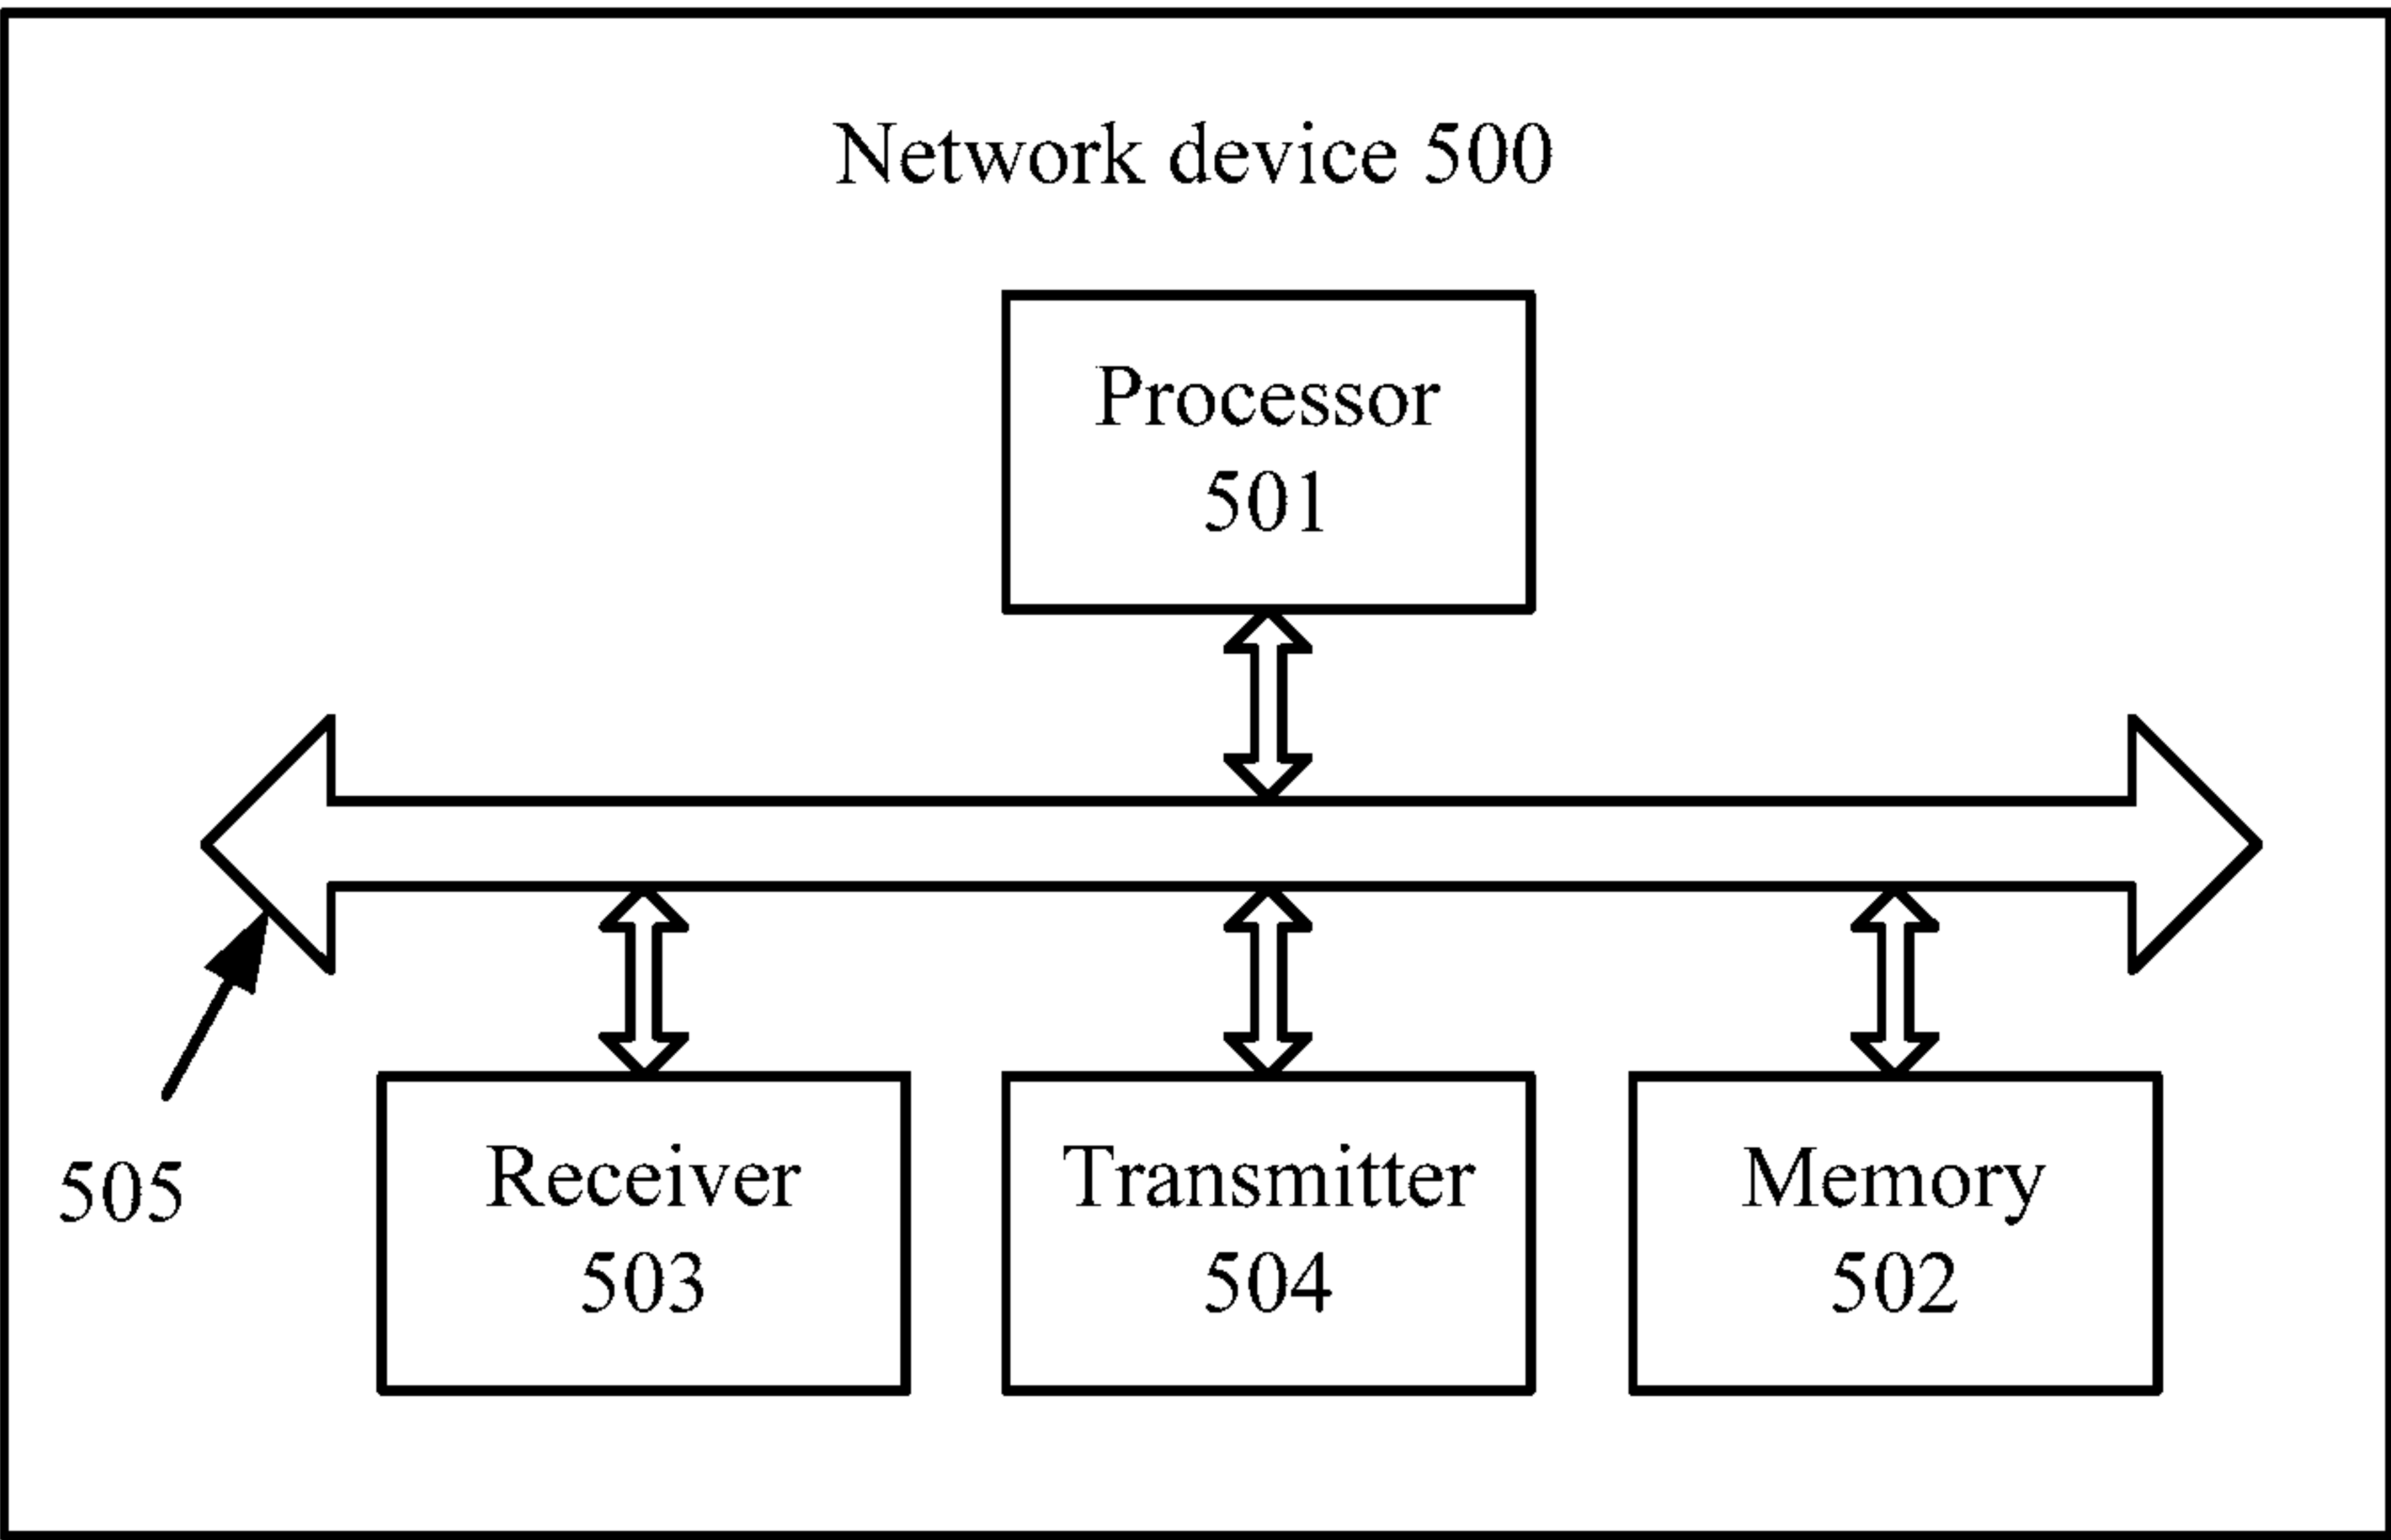 Network device 500
Processor
501
505
Receiver
503
Transmitter
504
Memory
502